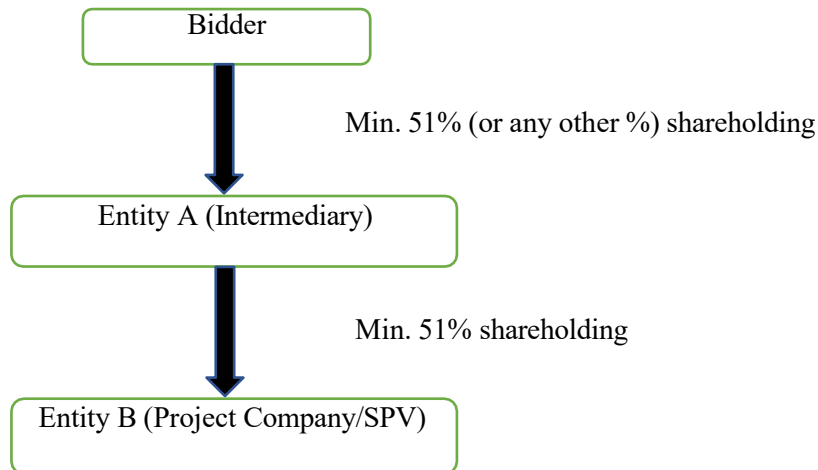 Bidder
Min. 51% (or any other %) shareholding
Entity A (Intermediary)
Min. 51% shareholding
Entity B (Project Company/SPV)